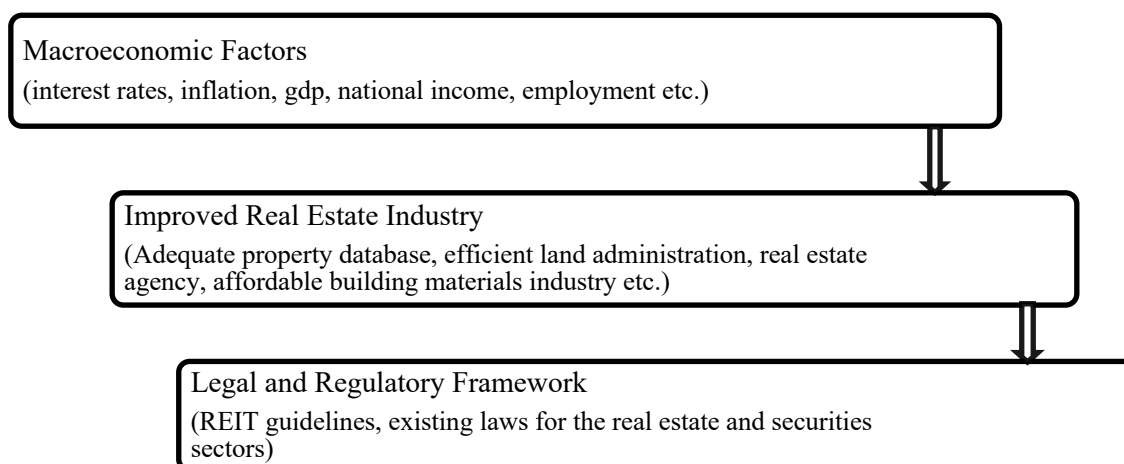 Macroeconomic Factors
(interest rates, inflation, gdp, national income, employment etc.)
Improved Real Estate Industry
(Adequate property database, efficient land administration, real estate
agency, affordable building materials industry etc.)
Legal and Regulatory Framework
(REIT guidelines, existing laws for the real estate and securities
sectors)